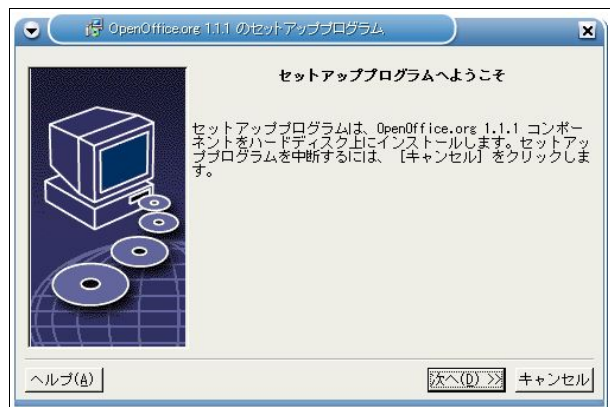 OpenOffice.org 1.1.1 のセットアッププログラム
セットアッププログラムへようこそ
セットアッププログラムは、OpenOffice.org 1.1.1 コンポー
ネントをハードディスク上にインストールします。セットアッ
ププログラムを中断するには、［キャンセル］をクリックしま
す。
ヘルプ(A)
次へ(D) >>
キャンセル